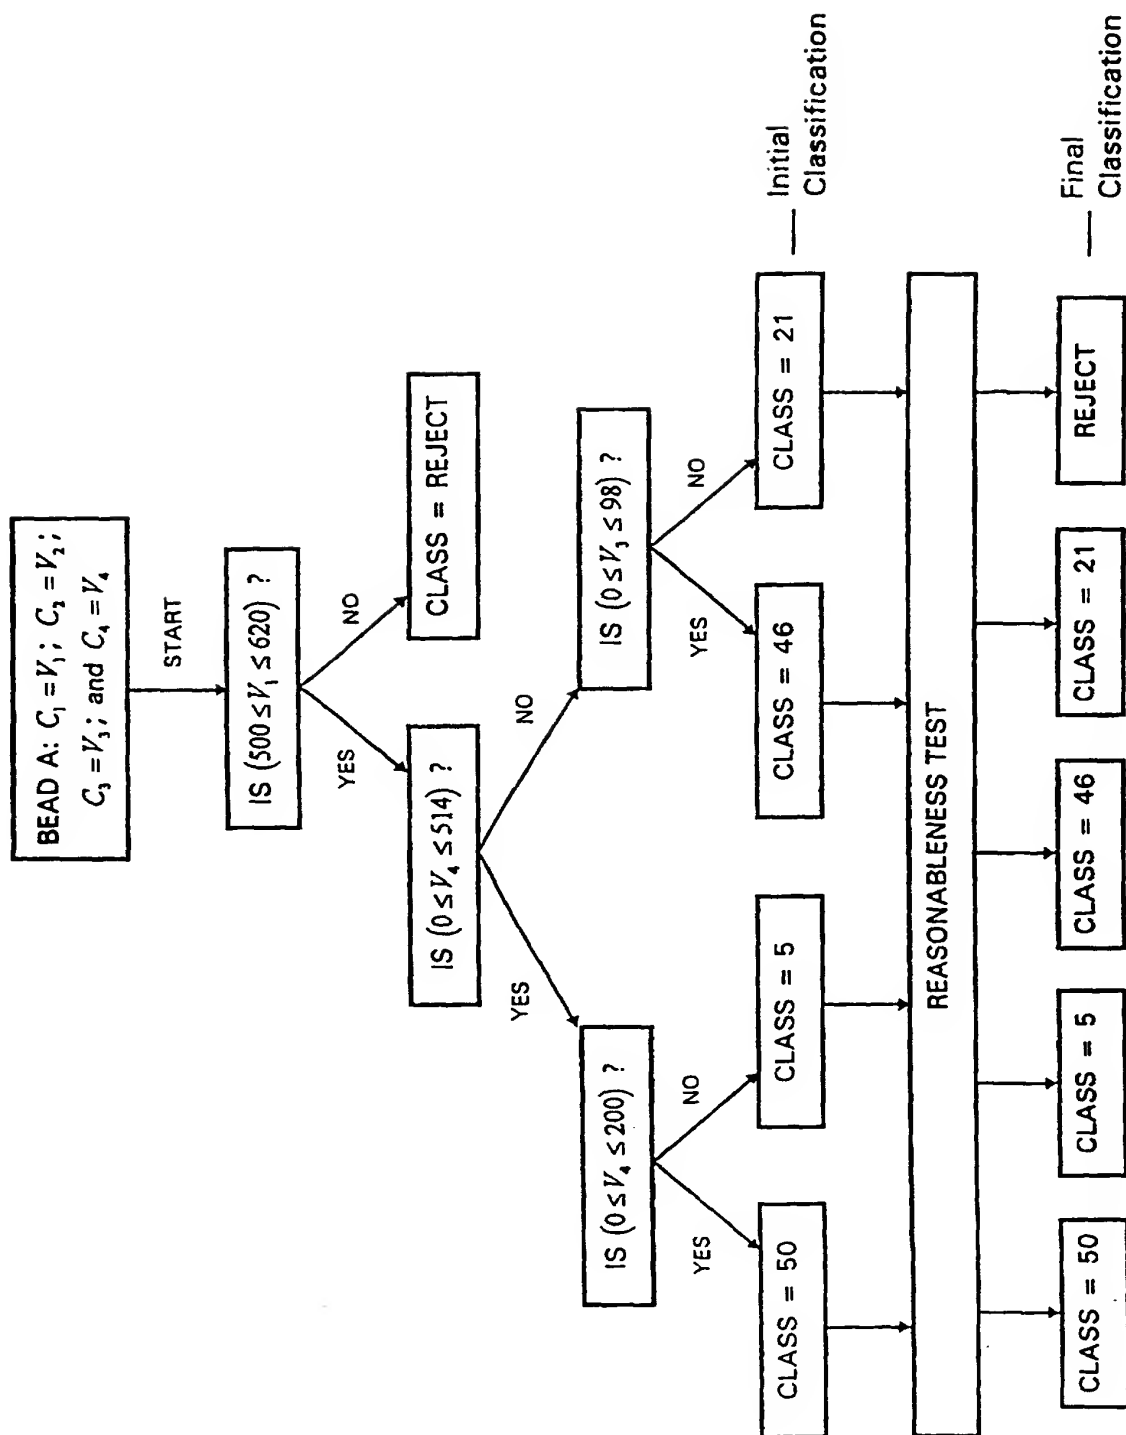 BEAD A: C₁ = V₁; C₂ = V₂;
C₃ = V₃; and C₄ = V₄
START
IS (500 ≤ V₁ ≤ 620) ?
YES
NO
IS (0 ≤ V₄ ≤ 514) ?
CLASS = REJECT
YES
NO
IS (0 ≤ V₄ ≤ 200) ?
IS (0 ≤ V₃ ≤ 98) ?
YES
NO
YES
NO
CLASS = 50
CLASS = 5
CLASS = 46
CLASS = 21
Initial
Classification
REASONABLENESS TEST
CLASS = 50
CLASS = 5
CLASS = 46
CLASS = 21
REJECT
Final
Classification